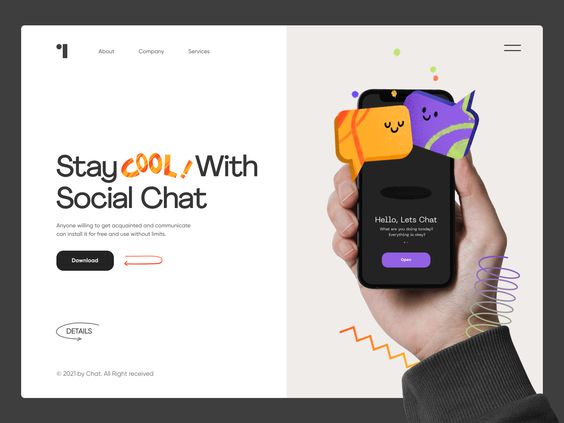 About
Company
Services
Stay COOL! With
Social Chat
Anyone willing to get acquainted and communicate
can install it for free and use without limits.
Download
DETAILS
© 2021 by Chat. All Right received
Hello, Lets Chat
What are you doing today?
Everything is okey?
Open